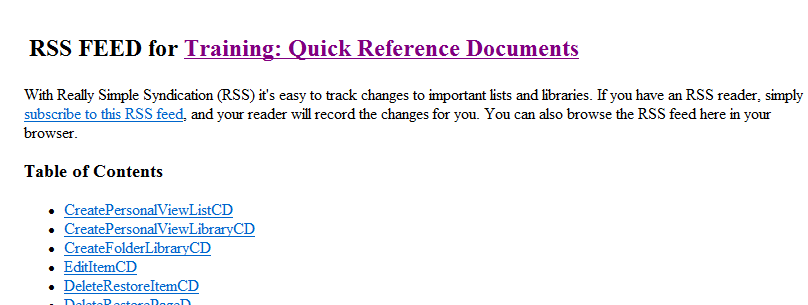 RSS FEED for Training: Quick Reference Documents
With Really Simple Syndication (RSS) it's easy to track changes to important lists and libraries. If you have an RSS reader, simply
subscribe to this RSS feed, and your reader will record the changes for you. You can also browse the RSS feed here in your
browser.
Table of Contents
CreatePersonalViewListCD
CreatePersonalViewLibraryCD
CreateFolderLibraryCD
EditItemCD
DeleteRestoreItemCD
DeleteRestorePageD